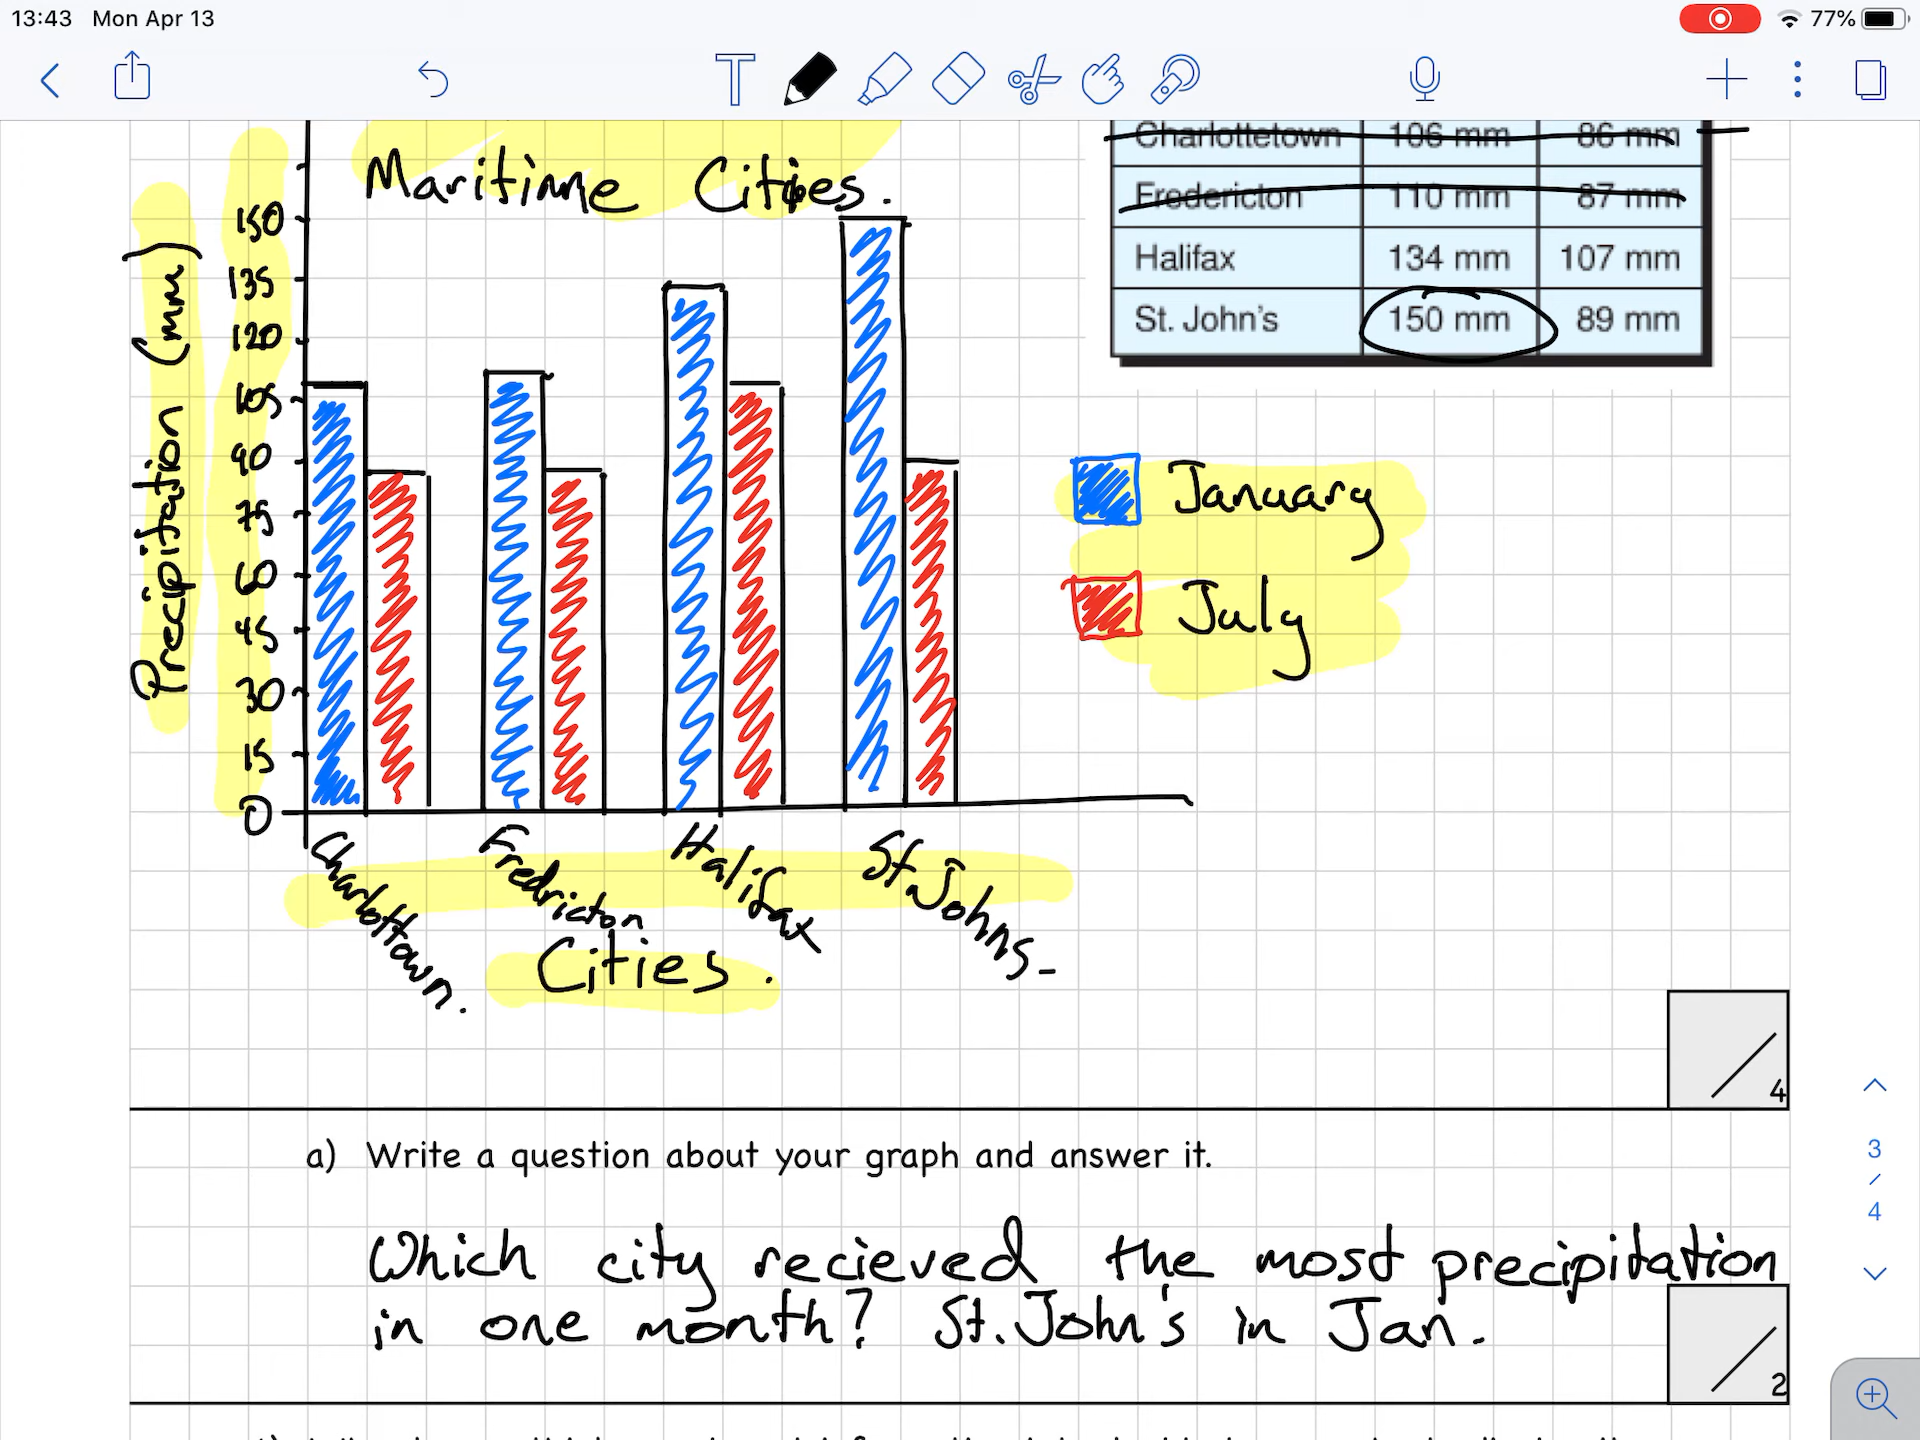 13:43 Mon Apr 13
77%
T
Charlottetown 106 mm 86 mm
Fredericton 110 mm 87 mm
Halifax 134 mm 107 mm
St. John's 150 mm 89 mm
Maritime Cities.
Precipitation (mm)
150
135
120
105
90
75
60
45
30
15
0
January
July
Charlottown.
Fredricton
Halifax
St. Johns
Cities.
4
a) Write a question about your graph and answer it.
Which city recieved the most precipitation
in one month? St. John's in Jan.
2
3
/
4